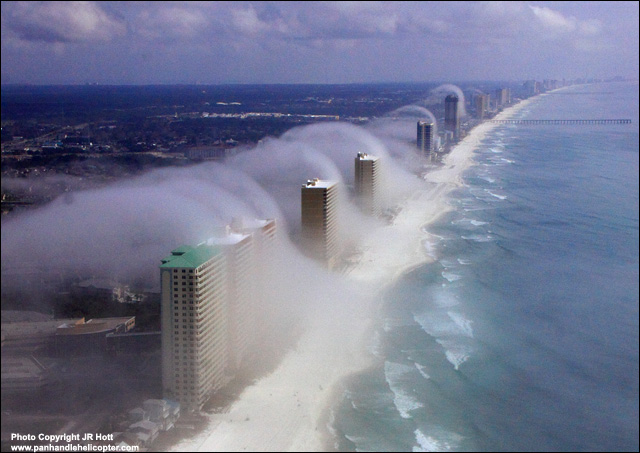 Photo Copyright JR Hott
www.panhandlehelicopter.com